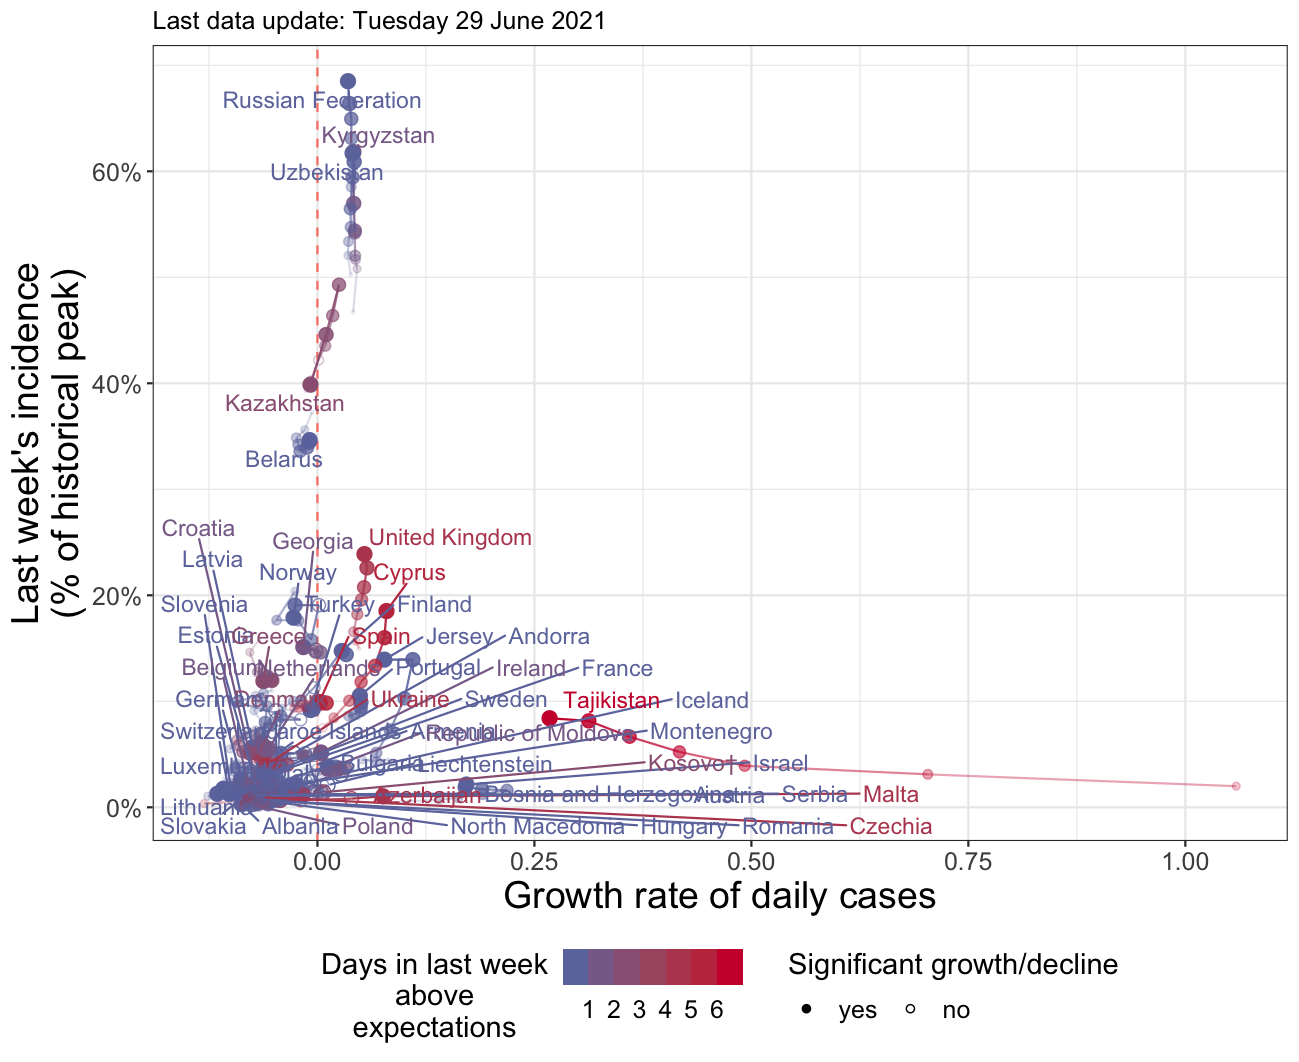 Last data update: Tuesday 29 June 2021
Last week's incidence
(% of historical peak)
60%
40%
20%
0%
Russian Federation
Kyrgyzstan
Uzbekistan
Kazakhstan
Belarus
Croatia
Georgia
United Kingdom
Latvia
Norway
Cyprus
Slovenia
Turkey
Finland
Estonia
Greece
Spain
Jersey
Andorra
Belgium
Netherlands
Portugal
Ireland
France
Germany
Denmark
Ukraine
Sweden
Tajikistan
Iceland
Switzerland
Faroe Islands
Armenia
Republic of Moldova
Montenegro
Luxembourg
Bulgaria
Liechtenstein
Kosovo†
Israel
Lithuania
Azerbaijan
Bosnia and Herzegovina
Austria
Serbia
Malta
Slovakia
Albania
Poland
North Macedonia
Hungary
Romania
Czechia
0.00
0.25
0.50
0.75
1.00
Growth rate of daily cases
Days in last week
above
expectations
1 2 3 4 5 6
Significant growth/decline
yes
no